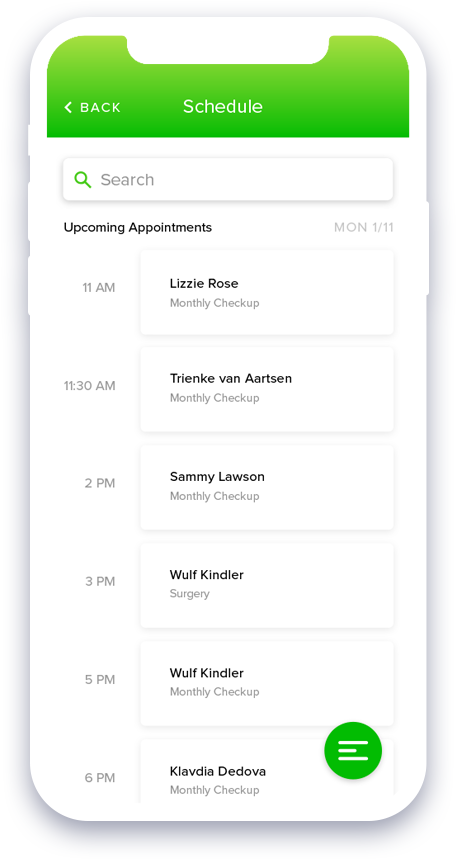 BACK
Schedule
Search
Upcoming Appointments
MON 1/11
11 AM
Lizzie Rose
Monthly Checkup
11:30 AM
Trienke van Aartsen
Monthly Checkup
2 PM
Sammy Lawson
Monthly Checkup
3 PM
Wulf Kindler
Surgery
5 PM
Wulf Kindler
Monthly Checkup
6 PM
Klavdia Dedova
Monthly Checkup